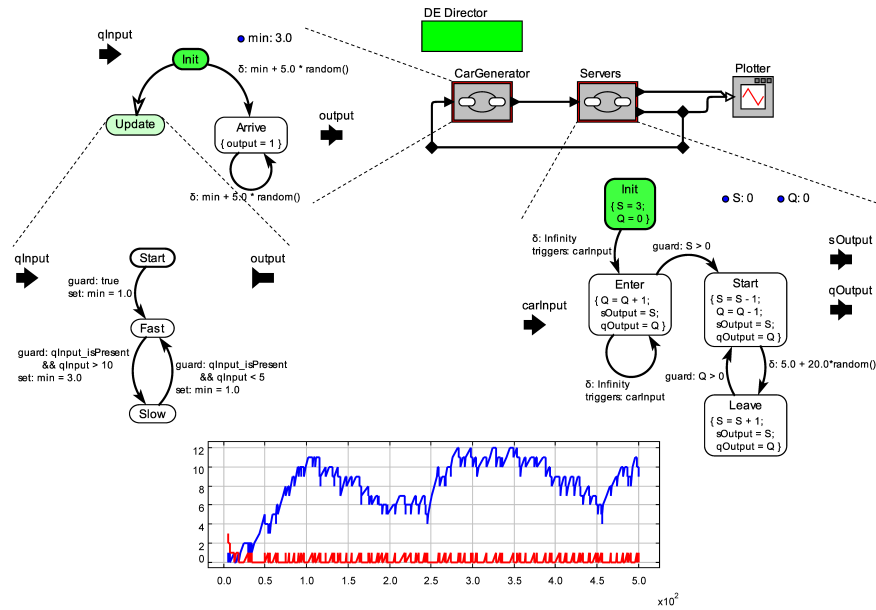 DE Director
qInput
min: 3.0
Init
δ: min + 5.0 * random()
Update
Arrive
{ output = 1 }
output
δ: min + 5.0 * random()
CarGenerator
Servers
Plotter
qInput
Start
output
guard: true
set: min = 1.0
Fast
guard: qInput_isPresent
&& qInput > 10
set: min = 3.0
guard: qInput_isPresent
&& qInput < 5
set: min = 1.0
Slow
Init
{ S = 3;
Q = 0 }
S: 0
Q: 0
δ: Infinity
triggers: carInput
guard: S > 0
sOutput
qOutput
carInput
Enter
{ Q = Q + 1;
sOutput = S;
qOutput = Q }
Start
{ S = S - 1;
Q = Q - 1;
sOutput = S;
qOutput = Q }
δ: Infinity
triggers: carInput
guard: Q > 0
δ: 5.0 + 20.0*random()
Leave
{ S = S + 1;
sOutput = S;
qOutput = Q }
12
10
8
6
4
2
0
0.0 0.5 1.0 1.5 2.0 2.5 3.0 3.5 4.0 4.5 5.0
x10²